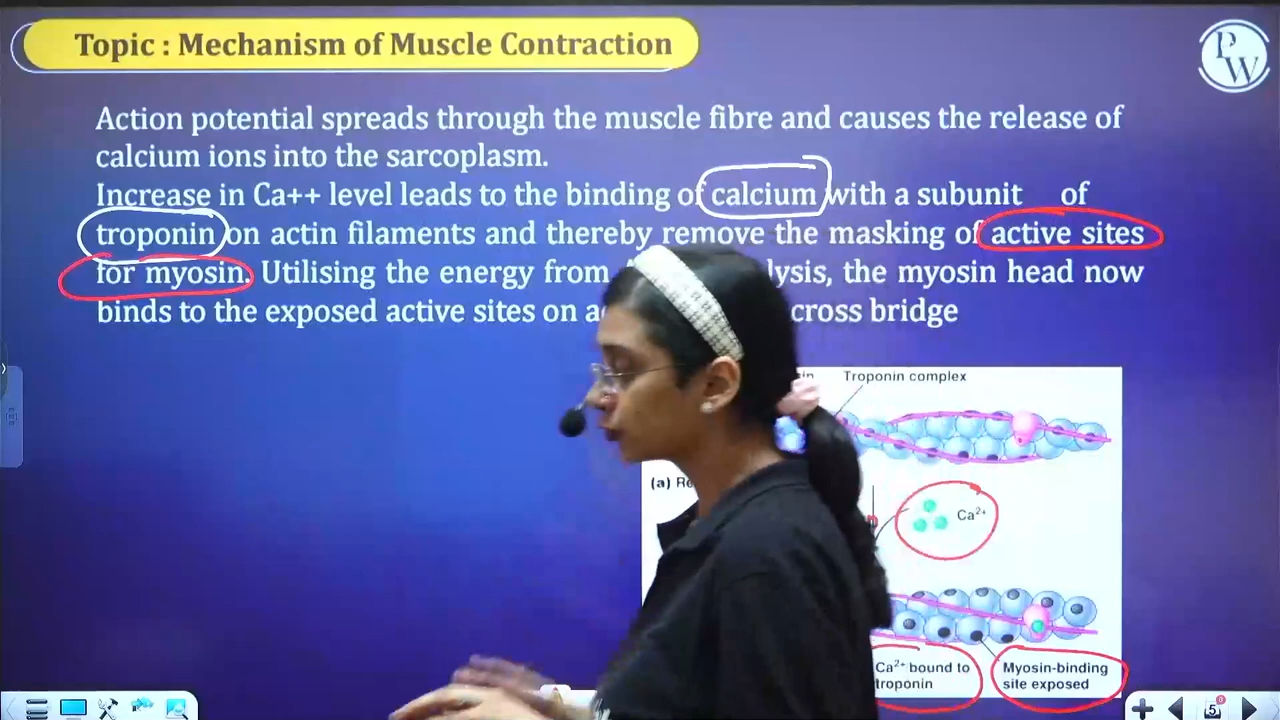 Topic : Mechanism of Muscle Contraction
PW
Action potential spreads through the muscle fibre and causes the release of
calcium ions into the sarcoplasm.
Increase in Ca++ level leads to the binding of calcium with a subunit of
troponin on actin filaments and thereby remove the masking of active sites
for myosin. Utilising the energy from lysis, the myosin head now
binds to the exposed active sites on cross bridge
Troponin complex
(a)
Ca2+
Ca2+ bound to
troponin
Myosin-binding
site exposed
5